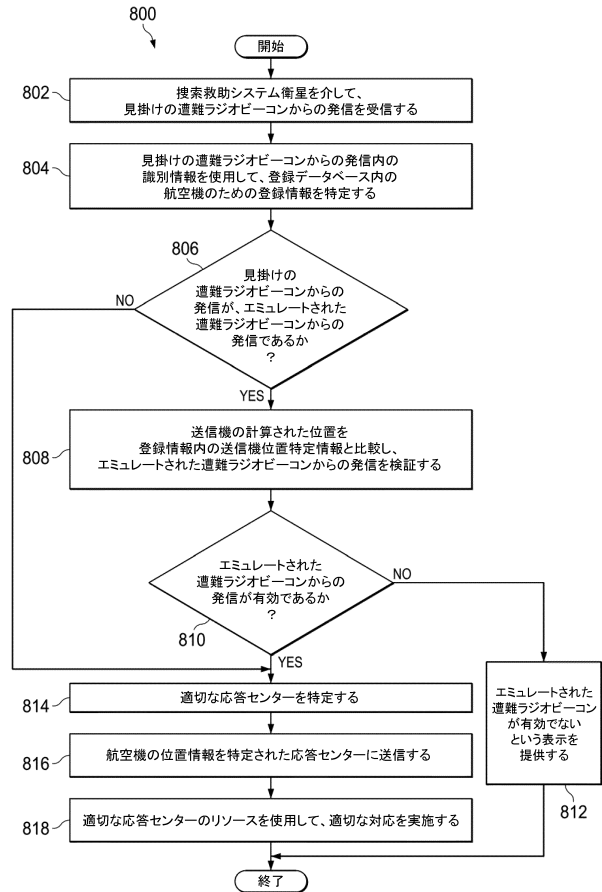 800
開始
802
捜索救助システム衛星を介して、
見掛けの遭難ラジオビーコンからの発信を受信する
804
見掛けの遭難ラジオビーコンからの発信内の
識別情報を使用して、登録データベース内の
航空機のための登録情報を特定する
806
見掛けの
遭難ラジオビーコンからの
発信が、エミュレートされた
遭難ラジオビーコンからの
発信であるか
?
NO
YES
808
送信機の計算された位置を
登録情報内の送信機位置特定情報と比較し、
エミュレートされた遭難ラジオビーコンからの発信を検証する
エミュレートされた
遭難ラジオビーコンからの
発信が有効であるか
?
810
NO
YES
エミュレートされた
遭難ラジオビーコン
が有効でない
という表示を
提供する
812
814
適切な応答センターを特定する
816
航空機の位置情報を特定された応答センターに送信する
818
適切な応答センターのリソースを使用して、適切な対応を実施する
終了